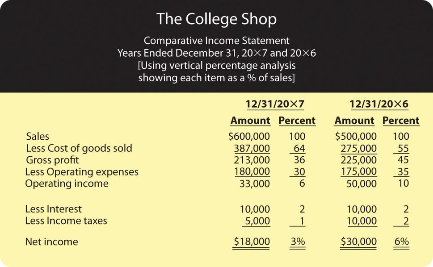 The College Shop
Comparative Income Statement
Years Ended December 31, 20×7 and 20×6
[Using vertical percentage analysis
showing each item as a % of sales]
12/31/20×7 12/31/20×6
Amount Percent Amount Percent
Sales $600,000 100 $500,000 100
Less Cost of goods sold 387,000 64 275,000 55
Gross profit 213,000 36 225,000 45
Less Operating expenses 180,000 30 175,000 35
Operating income 33,000 6 50,000 10
Less Interest 10,000 2 10,000 2
Less Income taxes 5,000 1 10,000 2
Net income $18,000 3% $30,000 6%